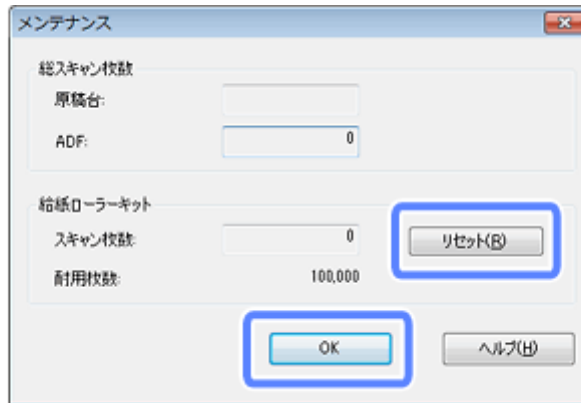 メンテナンス
総スキャン枚数
原稿台:
ADF: 0
給紙ローラーキット
スキャン枚数: 0 リセット(R)
耐用枚数: 100,000
OK ヘルプ(H)